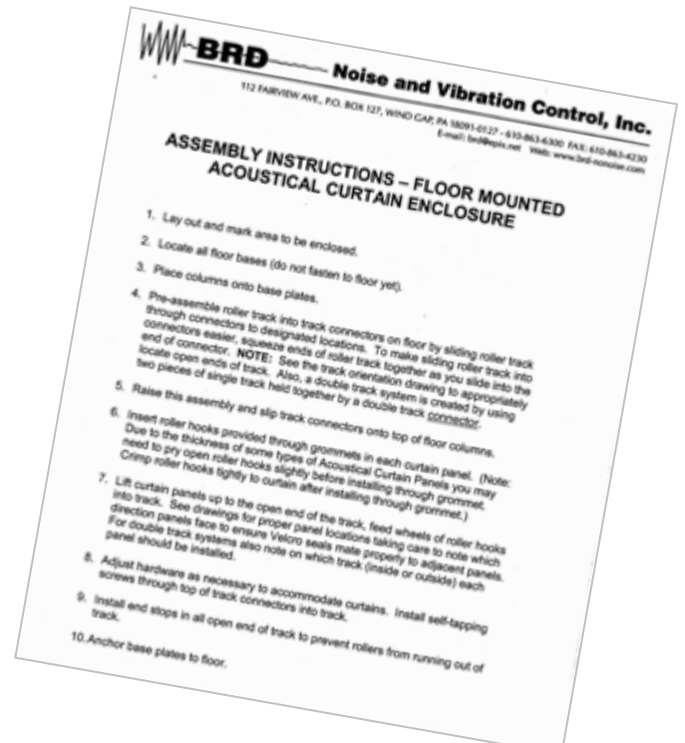 BRD Noise and Vibration Control, Inc.
112 FAIRVIEW AVE., P.O. BOX 127, WIND GAP, PA 18091-0127 - 610-863-6300 FAX: 610-863-4230
E-mail: brd@epix.net Web: www.brd-nonoise.com
ASSEMBLY INSTRUCTIONS – FLOOR MOUNTED
ACOUSTICAL CURTAIN ENCLOSURE
1. Lay out and mark area to be enclosed.
2. Locate all floor bases (do not fasten to floor yet).
3. Place columns onto base plates.
4. Pre-assemble roller track into track connectors on floor by sliding roller track
through connectors to designated locations. To make sliding roller track into
connectors easier, squeeze ends of roller track together as you slide into the
end of connector. NOTE: See the track orientation drawing to appropriately
locate open ends of track. Also, a double track system is created by using
two pieces of single track held together by a double track connector.
5. Raise this assembly and slip track connectors onto top of floor columns.
6. Insert roller hooks provided through grommets in each curtain panel. (Note:
Due to the thickness of some types of Acoustical Curtain Panels you may
need to pry open roller hooks slightly before installing through grommet.
Crimp roller hooks tightly to curtain after installing through grommet.)
7. Lift curtain panels up to the open end of the track, feed wheels of roller hooks
into track. See drawings for proper panel locations taking care to note which
direction panels face to ensure Velcro seals mate properly to adjacent panels.
For double track systems also note on which track (inside or outside) each
panel should be installed.
8. Adjust hardware as necessary to accommodate curtains. Install self-tapping
screws through top of track connectors into track.
9. Install end stops in all open end of track to prevent rollers from running out of
track.
10. Anchor base plates to floor.